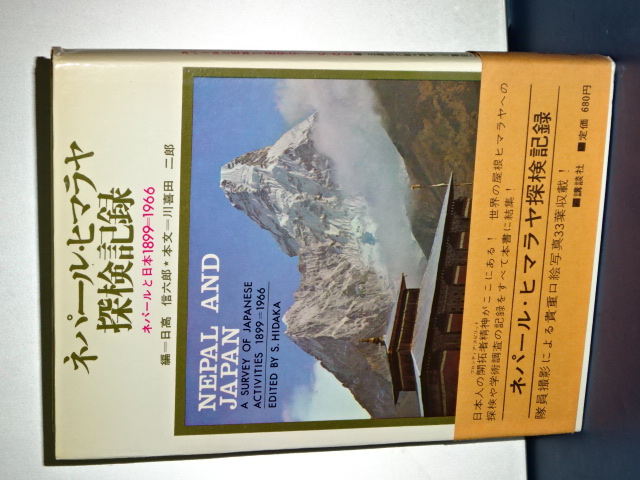 ネパールヒマラヤ
探検記録
ネパールと日本1899=1966
編=日高 信六郎・本文=川喜田 二郎
NEPAL AND
JAPAN
A SURVEY OF JAPANESE
ACTIVITIES 1899=1966
EDITED BY S. HIDAKA
日本人の開拓者精神がここにある! 世界の屋根ヒマラヤへの
探検や学術調査の記録をすべて本書に結集!
ネパール・ヒマラヤ探検記録
隊員撮影による貴重口絵写真33葉収載!
■講談社
■定価 680円